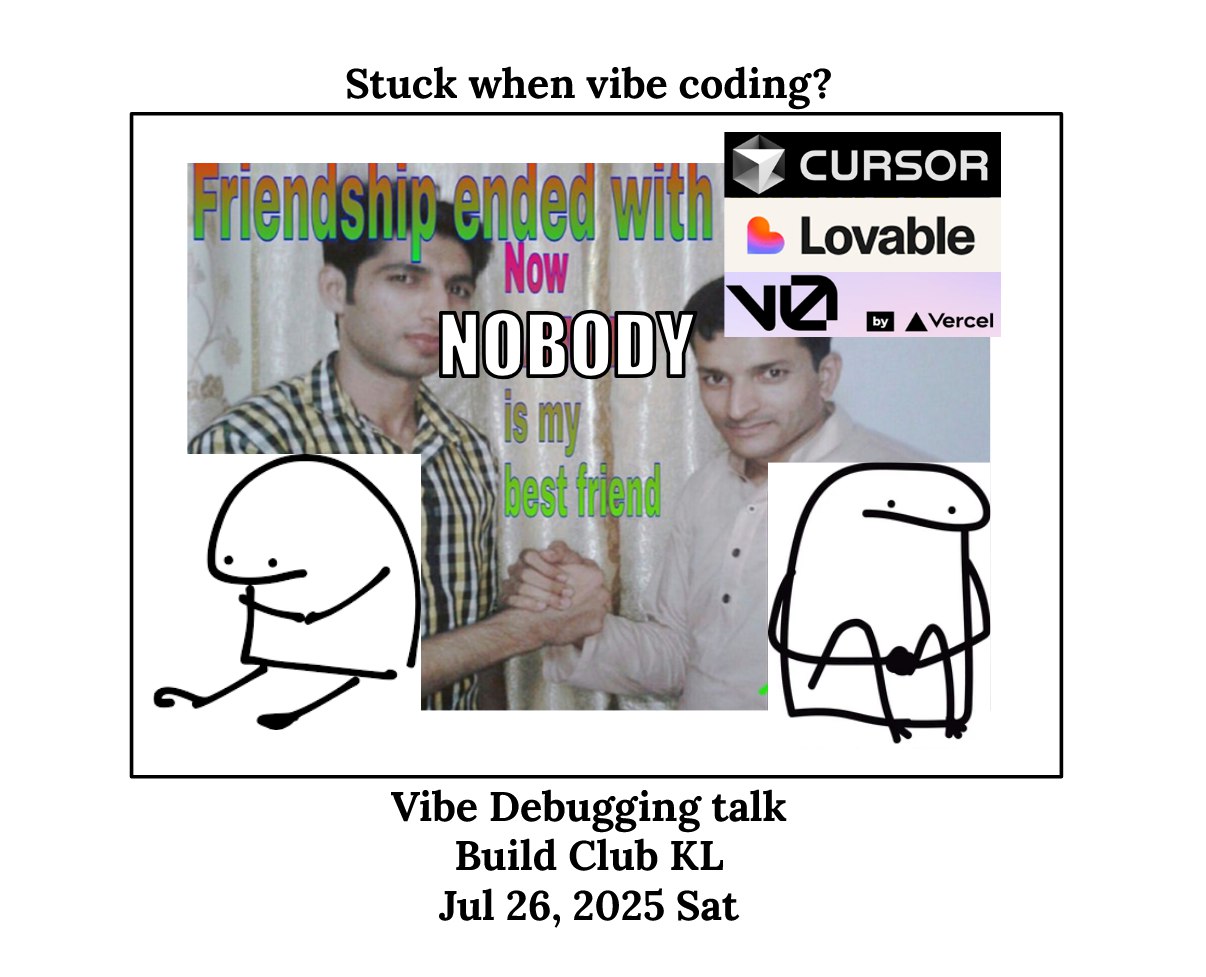 Stuck when vibe coding?
Friendship ended with
CURSOR
Lovable
v0
by Vercel
Now
NOBODY
is my
best friend
Vibe Debugging talk
Build Club KL
Jul 26, 2025 Sat